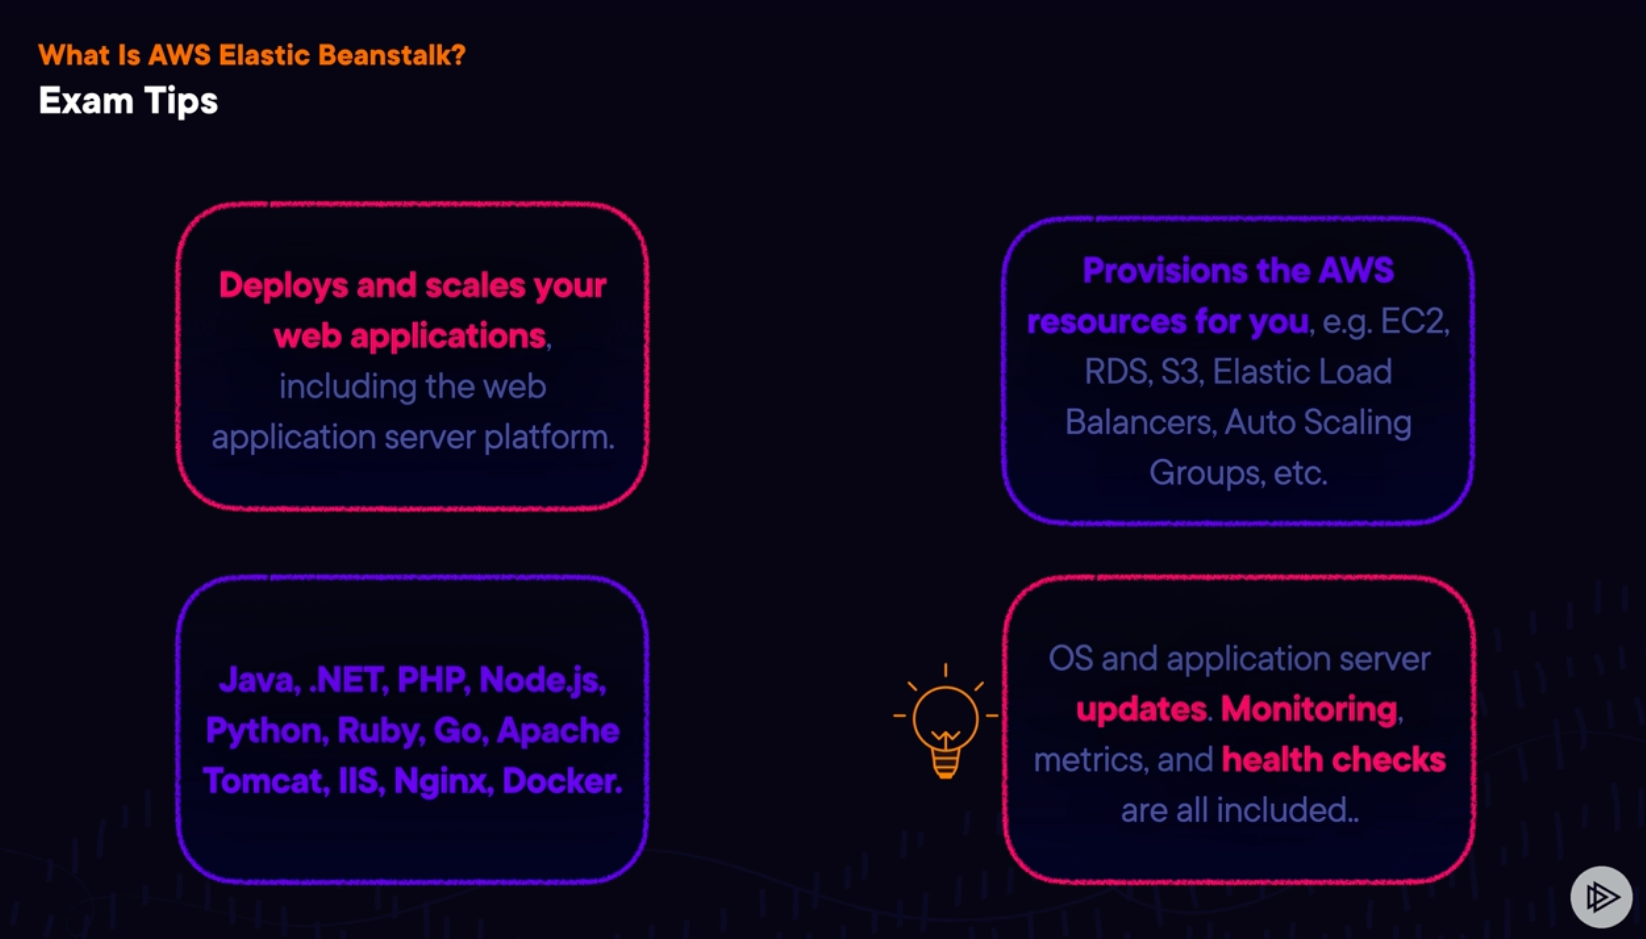 What Is AWS Elastic Beanstalk?
Exam Tips
Deploys and scales your
web applications,
including the web
application server platform.
Provisions the AWS
resources for you, e.g. EC2,
RDS, S3, Elastic Load
Balancers, Auto Scaling
Groups, etc.
Java, .NET, PHP, Node.js,
Python, Ruby, Go, Apache
Tomcat, IIS, Nginx, Docker.
OS and application server
updates. Monitoring,
metrics, and health checks
are all included..